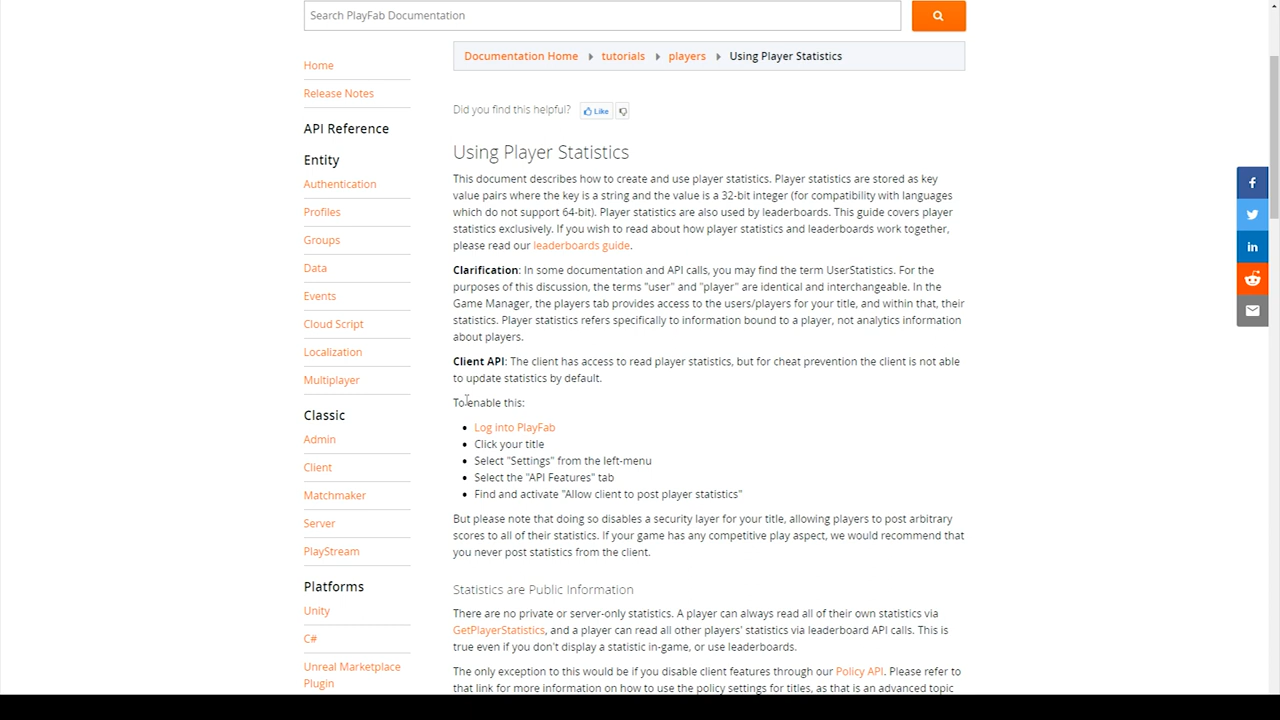 Search PlayFab Documentation
Documentation Home tutorials players Using Player Statistics
Home
Release Notes
API Reference
Entity
Authentication
Profiles
Groups
Data
Events
Cloud Script
Localization
Multiplayer
Classic
Admin
Client
Matchmaker
Server
PlayStream
Platforms
Unity
C#
Unreal Marketplace
Plugin
Did you find this helpful? Like
Using Player Statistics
This document describes how to create and use player statistics. Player statistics are stored as key
value pairs where the key is a string and the value is a 32-bit integer (for compatibility with languages
which do not support 64-bit). Player statistics are also used by leaderboards. This guide covers player
statistics exclusively. If you wish to read about how player statistics and leaderboards work together,
please read our leaderboards guide.
Clarification: In some documentation and API calls, you may find the term UserStatistics. For the
purposes of this discussion, the terms "user" and "player" are identical and interchangeable. In the
Game Manager, the players tab provides access to the users/players for your title, and within that, their
statistics. Player statistics refers specifically to information bound to a player, not analytics information
about players.
Client API: The client has access to read player statistics, but for cheat prevention the client is not able
to update statistics by default.
To enable this:
• Log into PlayFab
• Click your title
• Select "Settings" from the left-menu
• Select the "API Features" tab
• Find and activate "Allow client to post player statistics"
But please note that doing so disables a security layer for your title, allowing players to post arbitrary
scores to all of their statistics. If your game has any competitive play aspect, we would recommend that
you never post statistics from the client.
Statistics are Public Information
There are no private or server-only statistics. A player can always read all of their own statistics via
GetPlayerStatistics, and a player can read all other players' statistics via leaderboard API calls. This is
true even if you don't display a statistic in-game, or use leaderboards.
The only exception to this would be if you disable client features through our Policy API. Please refer to
that link for more information on how to use the policy settings for titles, as that is an advanced topic
f
in